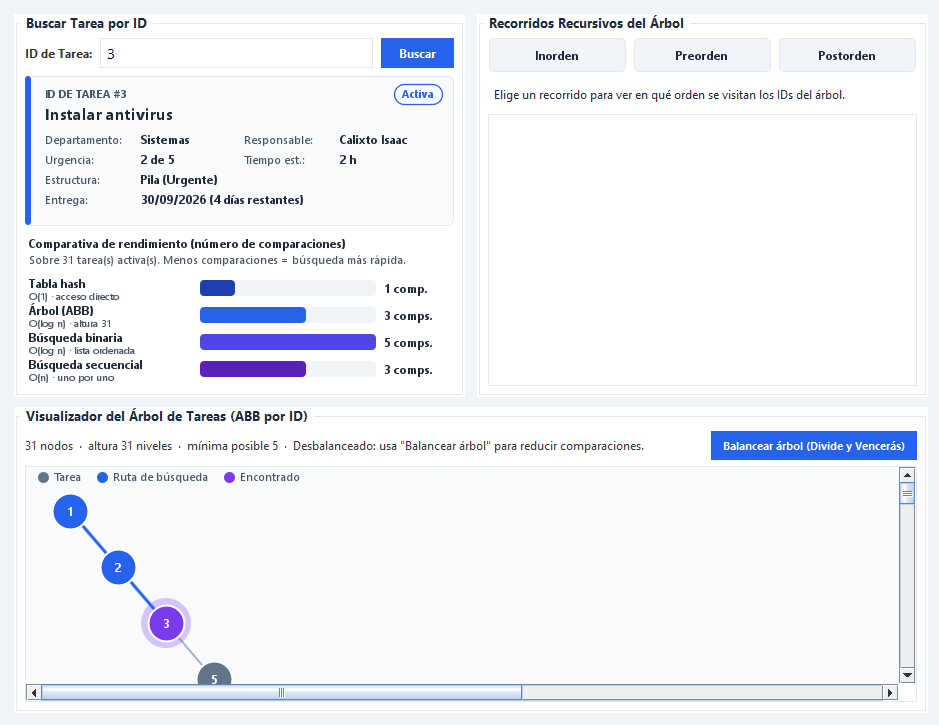 Buscar Tarea por ID
ID de Tarea: 3 Buscar
ID DE TAREA #3 Activa
Instalar antivirus
Departamento: Sistemas Responsable: Calixto Isaac
Urgencia: 2 de 5 Tiempo est.: 2 h
Estructura: Pila (Urgente)
Entrega: 30/09/2026 (4 días restantes)
Comparativa de rendimiento (número de comparaciones)
Sobre 31 tarea(s) activa(s). Menos comparaciones = búsqueda más rápida.
Tabla hash 1 comp.
O(1) · acceso directo
Árbol (ABB) 3 comps.
O(log n) · altura 31
Búsqueda binaria 5 comps.
O(log n) · lista ordenada
Búsqueda secuencial 3 comps.
O(n) · uno por uno
Recorridos Recursivos del Árbol
Inorden Preorden Postorden
Elige un recorrido para ver en qué orden se visitan los IDs del árbol.
Visualizador del Árbol de Tareas (ABB por ID)
31 nodos · altura 31 niveles · mínima posible 5 · Desbalanceado: usa "Balancear árbol" para reducir comparaciones. Balancear árbol (Divide y Vencerás)
Tarea Ruta de búsqueda Encontrado
1
2
3
5